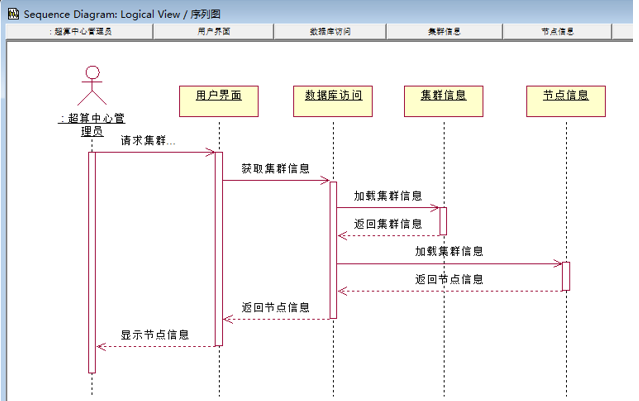 Sequence Diagram: Logical View / 序列图
: 超算中心管理员 用户界面 数据库访问 集群信息 节点信息
用户界面 数据库访问 集群信息 节点信息
: 超算中心管
理员
请求集群...
获取集群信息
加载集群信息
返回集群信息
加载集群信息
返回节点信息
返回节点信息
显示节点信息